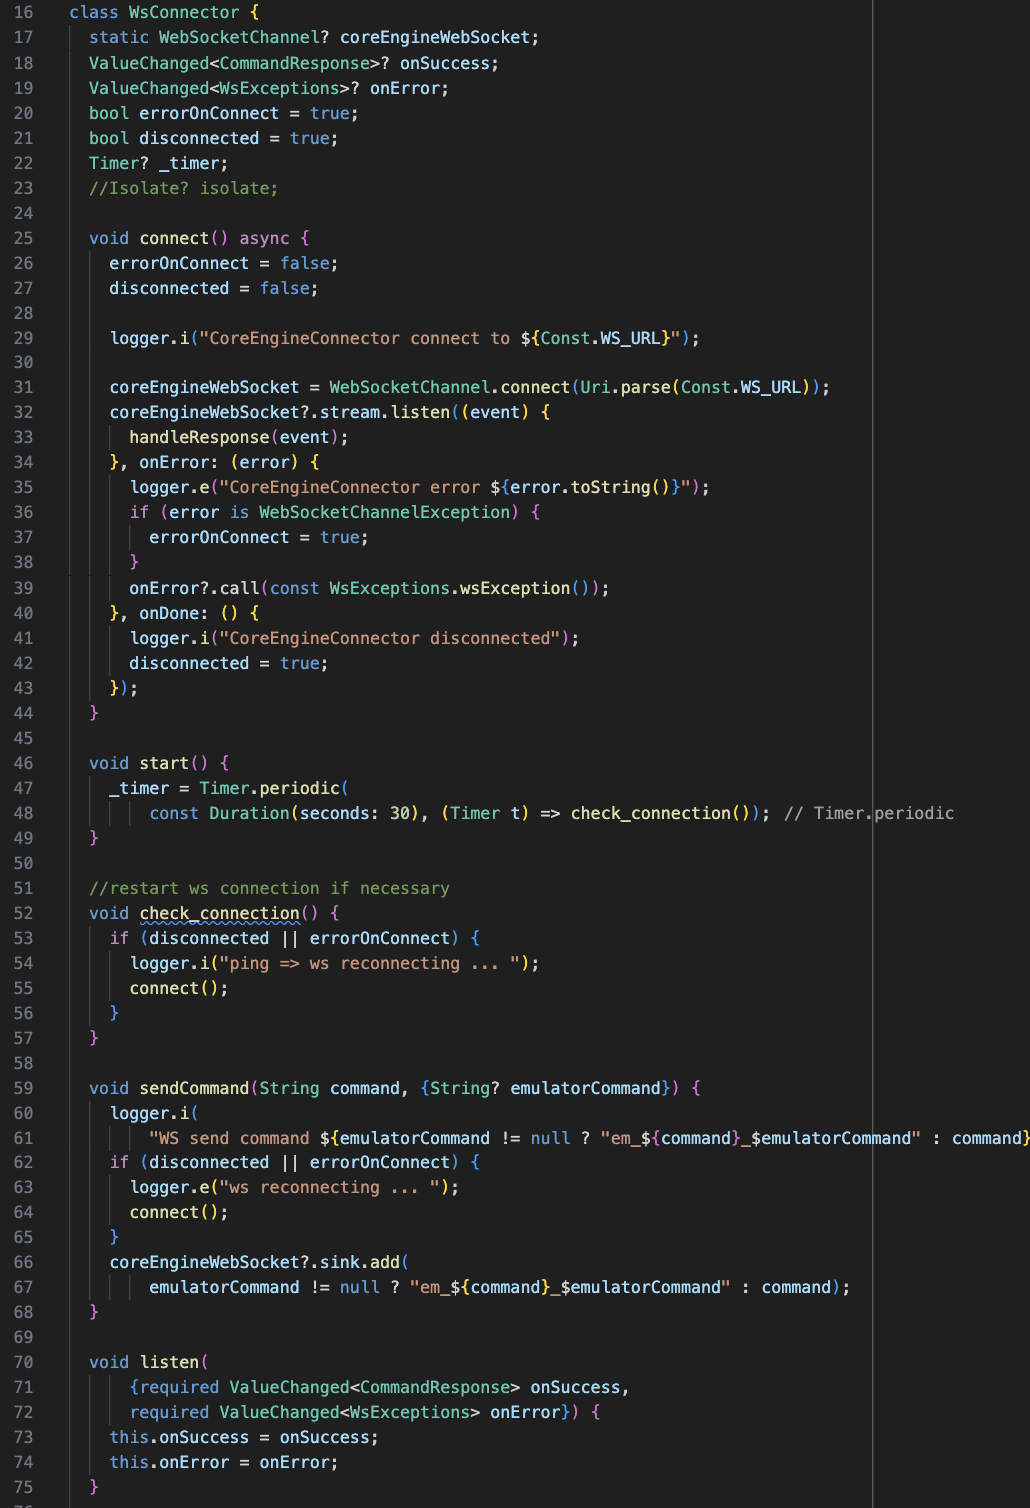 16 class WsConnector {
17 static WebSocketChannel? coreEngineWebSocket;
18 ValueChanged<CommandResponse>? onSuccess;
19 ValueChanged<WsExceptions>? onError;
20 bool errorOnConnect = true;
21 bool disconnected = true;
22 Timer? _timer;
23 //Isolate? isolate;
24
25 void connect() async {
26 errorOnConnect = false;
27 disconnected = false;
28
29 logger.i("CoreEngineConnector connect to ${Const.WS_URL}");
30
31 coreEngineWebSocket = WebSocketChannel.connect(Uri.parse(Const.WS_URL));
32 coreEngineWebSocket?.stream.listen((event) {
33 handleResponse(event);
34 }, onError: (error) {
35 logger.e("CoreEngineConnector error ${error.toString()}");
36 if (error is WebSocketChannelException) {
37 errorOnConnect = true;
38 }
39 onError?.call(const WsExceptions.wsException());
40 }, onDone: () {
41 logger.i("CoreEngineConnector disconnected");
42 disconnected = true;
43 });
44 }
45
46 void start() {
47 _timer = Timer.periodic(
48 const Duration(seconds: 30), (Timer t) => check_connection()); // Timer.periodic
49 }
50
51 //restart ws connection if necessary
52 void check_connection() {
53 if (disconnected || errorOnConnect) {
54 logger.i("ping => ws reconnecting ... ");
55 connect();
56 }
57 }
58
59 void sendCommand(String command, {String? emulatorCommand}) {
60 logger.i(
61 "WS send command ${emulatorCommand != null ? "em_${command}_$emulatorCommand" : command}
62 if (disconnected || errorOnConnect) {
63 logger.e("ws reconnecting ... ");
64 connect();
65 }
66 coreEngineWebSocket?.sink.add(
67 emulatorCommand != null ? "em_${command}_$emulatorCommand" : command);
68 }
69
70 void listen(
71 {required ValueChanged<CommandResponse> onSuccess,
72 required ValueChanged<WsExceptions> onError}) {
73 this.onSuccess = onSuccess;
74 this.onError = onError;
75 }